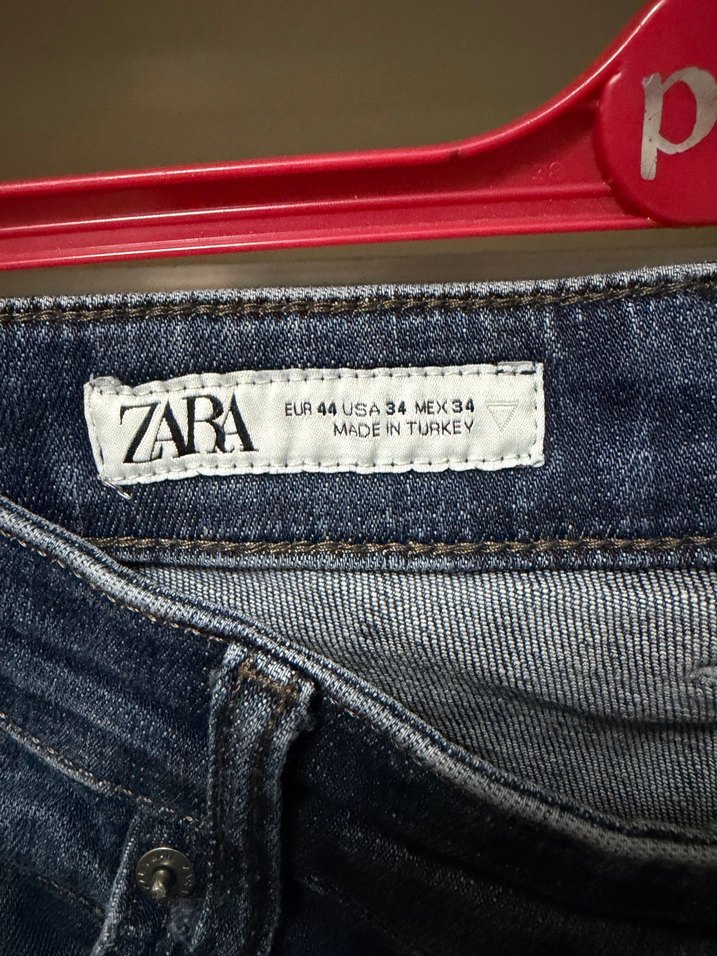 p
ZARA
EUR 44 USA 34 MEX 34
MADE IN TURKEY